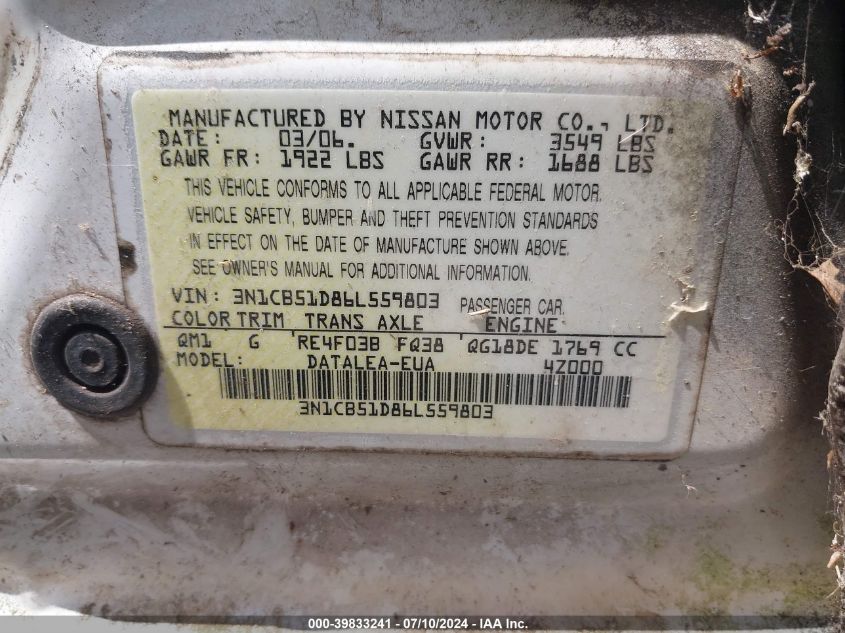 MANUFACTURED BY NISSAN MOTOR CO., LTD.
DATE: 03/06. GVWR: 3549 LBS
GAWR FR: 1922 LBS GAWR RR: 1688 LBS
THIS VEHICLE CONFORMS TO ALL APPLICABLE FEDERAL MOTOR
VEHICLE SAFETY, BUMPER AND THEFT PREVENTION STANDARDS
IN EFFECT ON THE DATE OF MANUFACTURE SHOWN ABOVE.
SEE OWNER'S MANUAL FOR ADDITIONAL INFORMATION.
VIN: 3N1CB51D86L559803 PASSENGER CAR
COLOR TRIM TRANS AXLE ENGINE
QM1 G RE4F03B FQ38 QG18DE 1769 CC
MODEL: DATALEA-EUA 4Z000
3N1CB51D86L559803
000-39833241 - 07/10/2024 - IAA Inc.